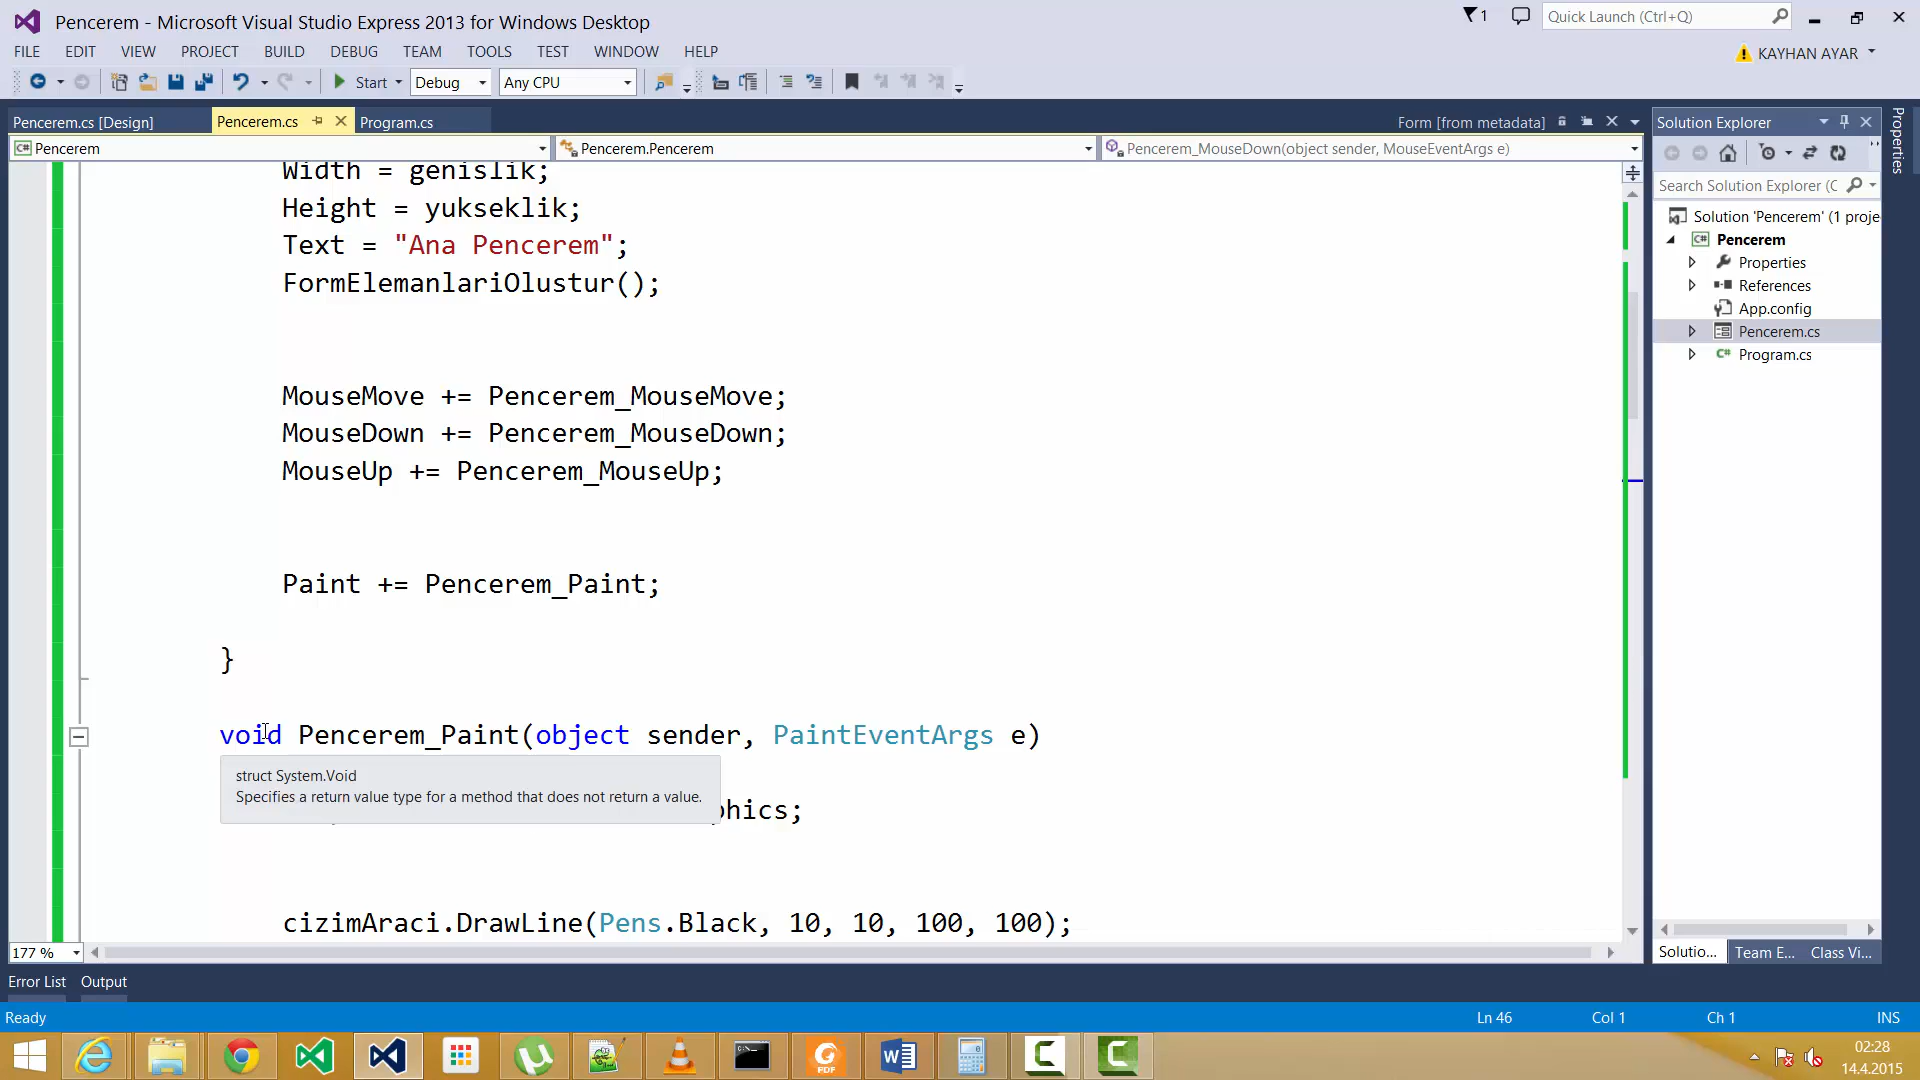 Pencerem - Microsoft Visual Studio Express 2013 for Windows Desktop
1
Quick Launch (Ctrl+Q)
FILE EDIT VIEW PROJECT BUILD DEBUG TEAM TOOLS TEST WINDOW HELP
KAYHAN AYAR
Start Debug Any CPU
Pencerem.cs [Design] Pencerem.cs Program.cs Form [from metadata]
Pencerem Pencerem.Pencerem Pencerem_MouseDown(object sender, MouseEventArgs e)
Width = genislik;
Height = yukseklik;
Text = "Ana Pencerem";
FormElemanlariOlustur();
MouseMove += Pencerem_MouseMove;
MouseDown += Pencerem_MouseDown;
MouseUp += Pencerem_MouseUp;
Paint += Pencerem_Paint;
}
void Pencerem_Paint(object sender, PaintEventArgs e)
struct System.Void
Specifies a return value type for a method that does not return a value.
phics;
cizimAraci.DrawLine(Pens.Black, 10, 10, 100, 100);
177 %
Solution Explorer
Search Solution Explorer (C
Solution 'Pencerem' (1 proje
C# Pencerem
Properties
References
App.config
Pencerem.cs
C# Program.cs
Solutio... Team E... Class Vi...
Properties
Error List Output
Ready Ln 46 Col 1 Ch 1 INS
PDF
02:28
14.4.2015